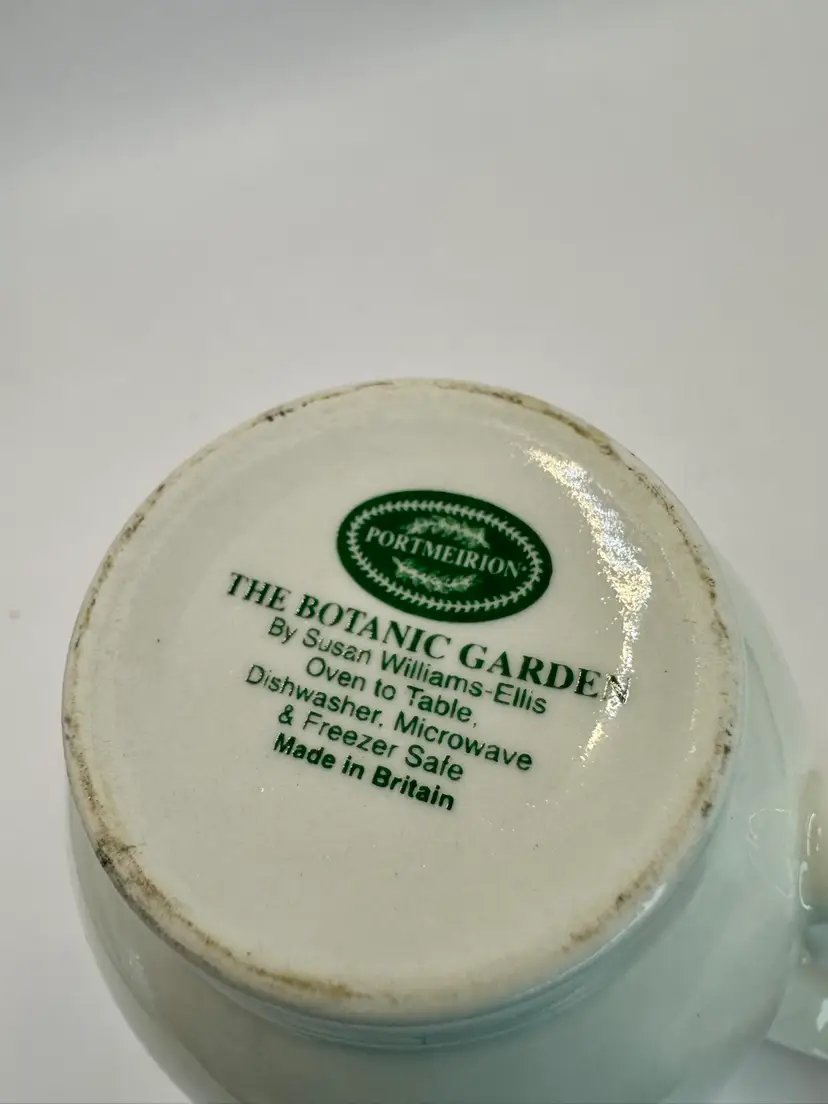 PORTMEIRION
THE BOTANIC GARDEN
By Susan Williams-Ellis
Oven to Table,
Dishwasher, Microwave
& Freezer Safe
Made in Britain